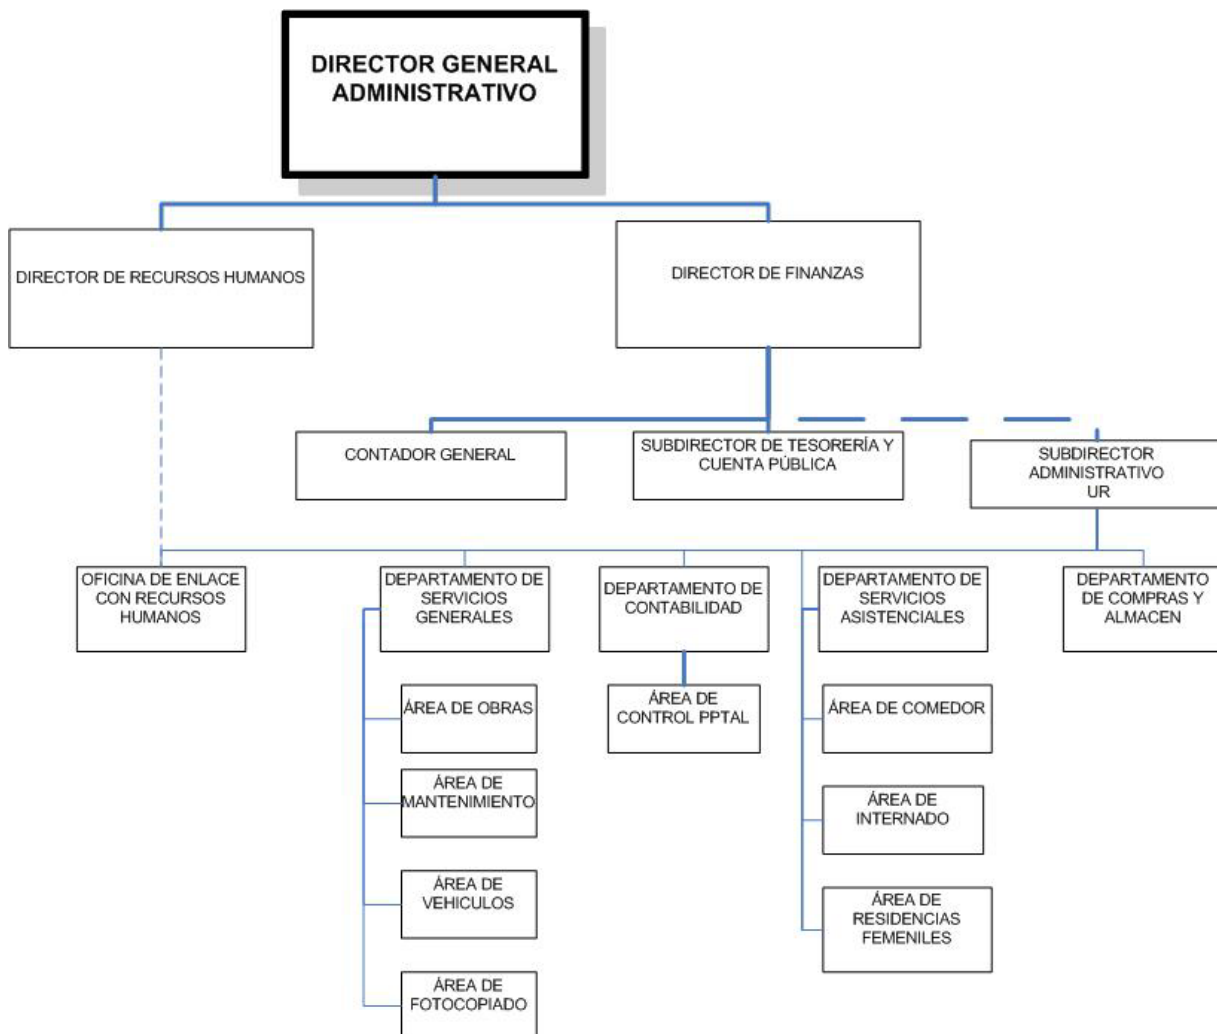 DIRECTOR GENERAL
ADMINISTRATIVO
DIRECTOR DE RECURSOS HUMANOS
DIRECTOR DE FINANZAS
CONTADOR GENERAL
SUBDIRECTOR DE TESORERÍA Y
CUENTA PÚBLICA
SUBDIRECTOR
ADMINISTRATIVO
UR
OFICINA DE ENLACE
CON RECURSOS
HUMANOS
DEPARTAMENTO DE
SERVICIOS
GENERALES
DEPARTAMENTO DE
CONTABILIDAD
DEPARTAMENTO DE
SERVICIOS
ASISTENCIALES
DEPARTAMENTO
DE COMPRAS Y
ALMACEN
ÁREA DE OBRAS
ÁREA DE
MANTENIMIENTO
ÁREA DE
VEHICULOS
ÁREA DE
FOTOCOPIADO
ÁREA DE
CONTROL PPTAL
ÁREA DE COMEDOR
ÁREA DE
INTERNADO
ÁREA DE
RESIDENCIAS
FEMENILES